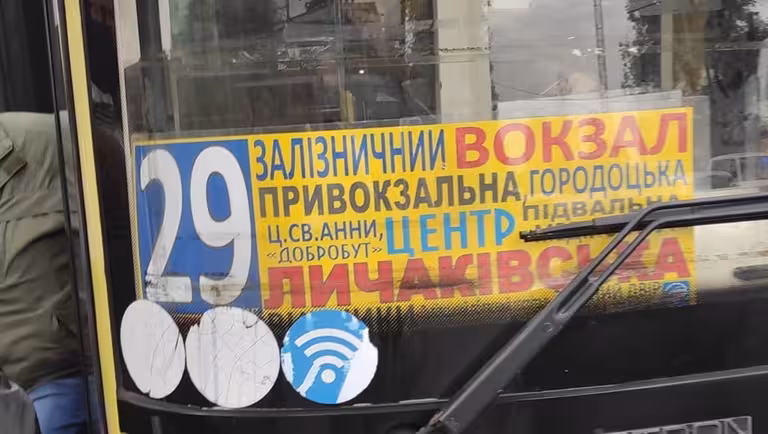 29
ЗАЛІЗНИЧНИЙ ВОКЗАЛ
ПРИВОКЗАЛЬНА, ГОРОДОЦЬКА
Ц.СВ.АННИ,
«ДОБРОБУТ» ЦЕНТР, ПІДВАЛЬНА
ЛИЧАКІВСЬКА